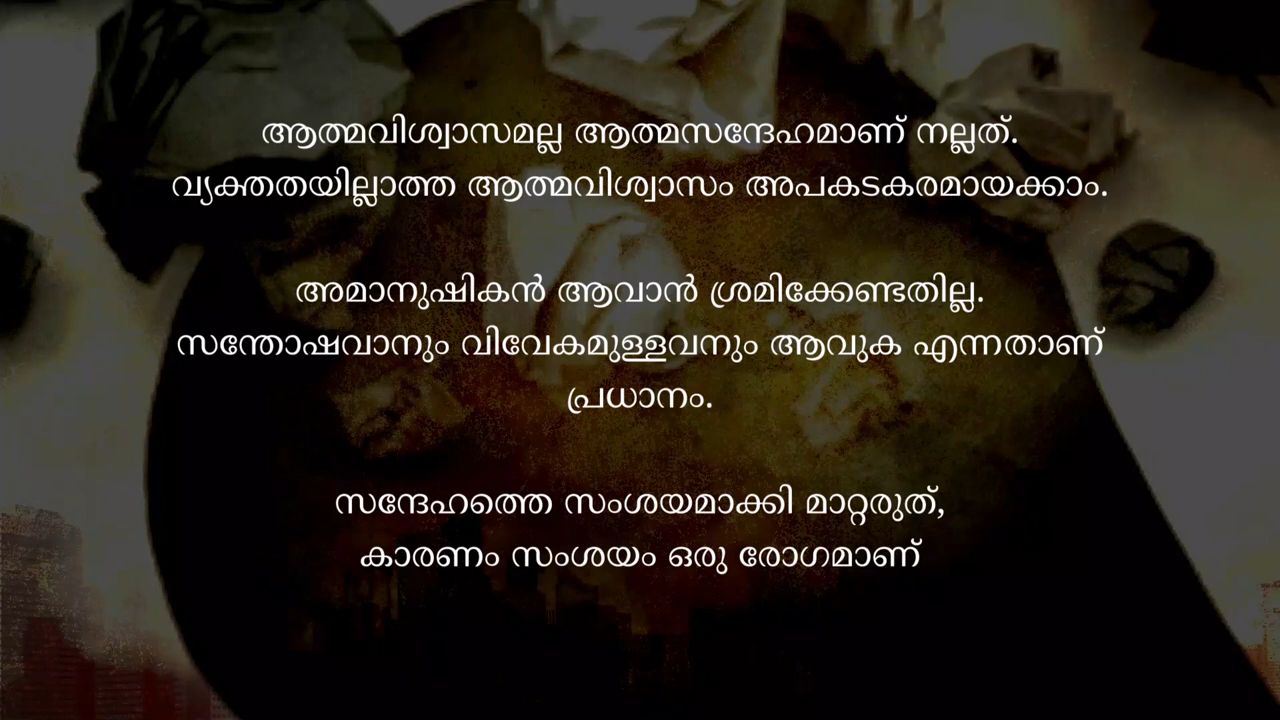 ആത്മവിശ്വാസമല്ല ആത്മസന്ദേഹമാണ് നല്ലത്.
വ്യക്തതയില്ലാത്ത ആത്മവിശ്വാസം അപകടകരമായക്കാം.
അമാനുഷികൻ ആവാൻ ശ്രമിക്കേണ്ടതില്ല.
സന്തോഷവാനും വിവേകമുള്ളവനും ആവുക എന്നതാണ്
പ്രധാനം.
സന്ദേഹത്തെ സംശയമാക്കി മാറ്റരുത്,
കാരണം സംശയം ഒരു രോഗമാണ്